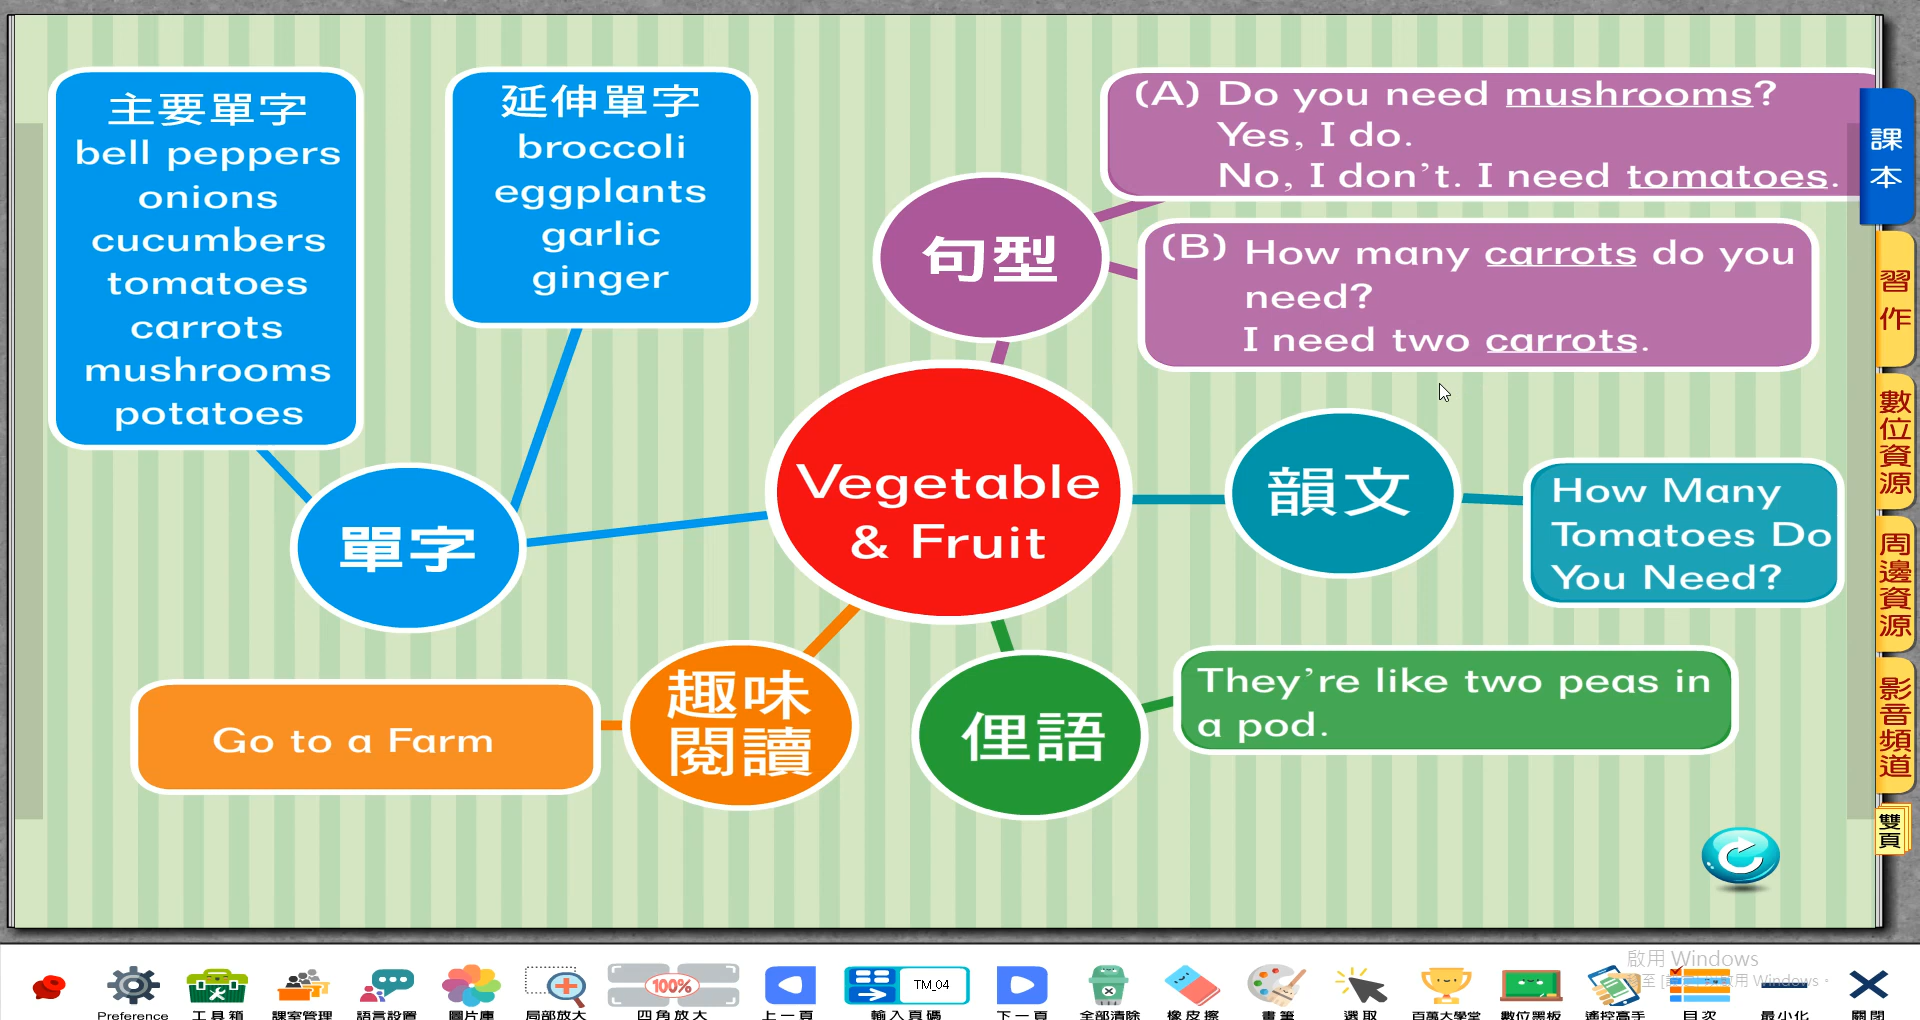 主要單字
bell peppers
onions
cucumbers
tomatoes
carrots
mushrooms
potatoes
延伸單字
broccoli
eggplants
garlic
ginger
(A) Do you need mushrooms?
Yes, I do.
No, I don't. I need tomatoes.
句型
(B) How many carrots do you
need?
I need two carrots.
Vegetable
& Fruit
單字
韻文
How Many
Tomatoes Do
You Need?
趣味
閱讀
Go to a Farm
俚語
They're like two peas in
a pod.
課本
習作
數位資源
周邊資源
影音頻道
雙頁
啟用 Windows
啟用 Windows。
100%
TM_04
Preference
工具箱
課室管理
語言設置
圖片庫
局部放大
四角放大
上一頁
輸入頁碼
下一頁
全部清除
橡皮擦
畫筆
選取
百萬大學堂
數位黑板
遙控高手
目次
最小化
關閉